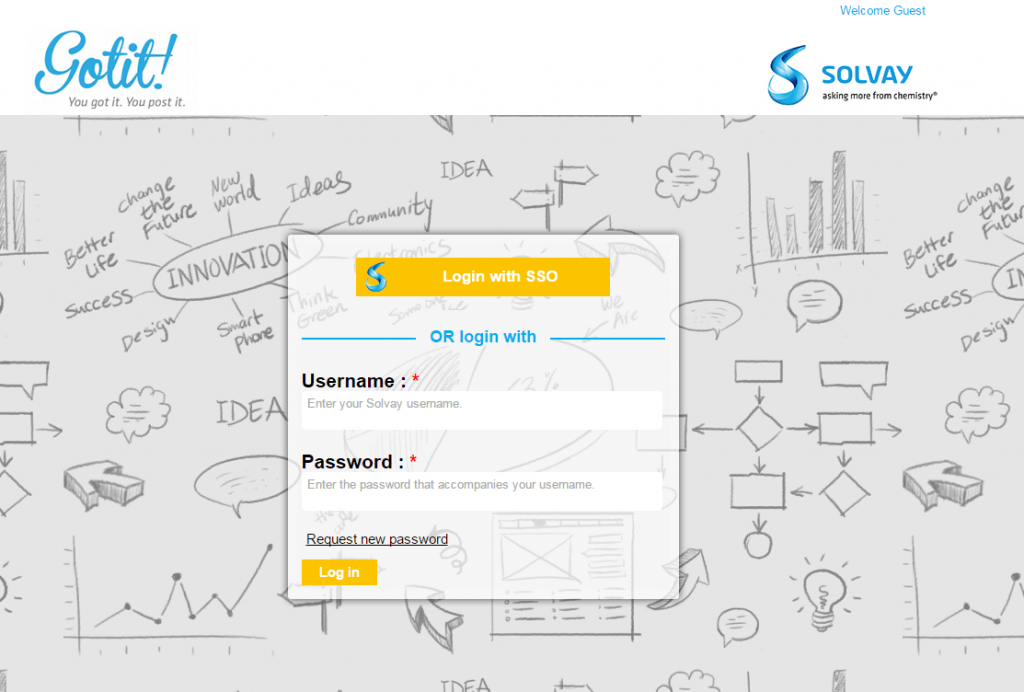 Welcome Guest
Gotit!
You got it. You post it.
SOLVAY
asking more from chemistry®
IDEA
change
the
Future
New
world
Ideas
Community
Better
Life
INNOVATION
Electronics
Success
Think
Green
Design
Smart
Phone
We
Are
change
the
Future
Better
Life
Success
Design
IN
Login with SSO
OR login with
Username : *
Enter your Solvay username.
IDEA
Password : *
Enter the password that accompanies your username.
Request new password
Log in
IDEA